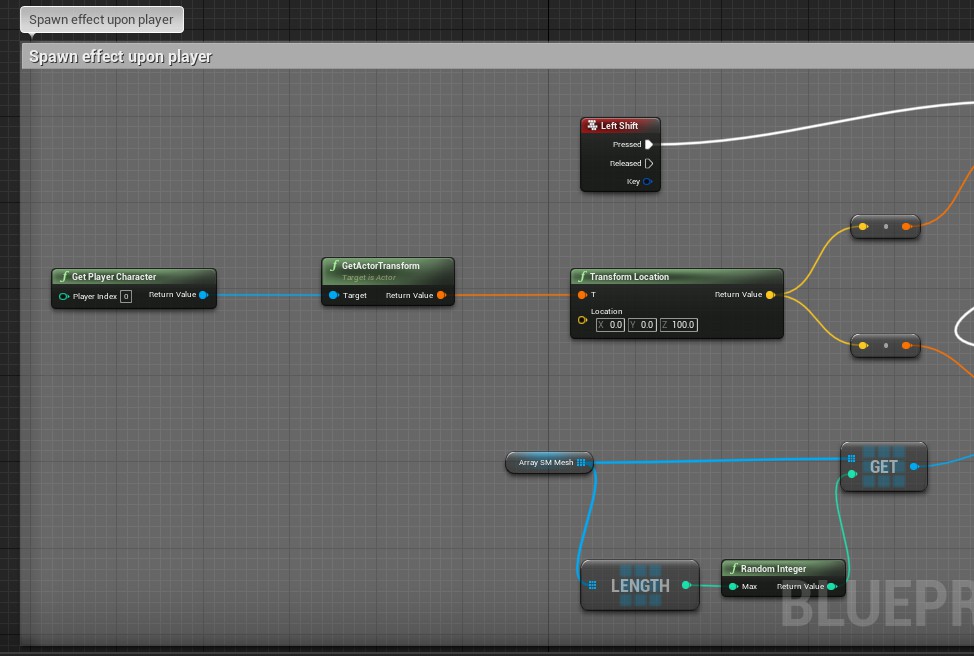 Spawn effect upon player
Spawn effect upon player
Left Shift
Pressed
Released
Key
Get Player Character
Player Index 0 Return Value
GetActorTransform
Target is Actor
Target Return Value
Transform Location
T Return Value
Location
X 0.0 Y 0.0 Z 100.0
Array SM Mesh
GET
LENGTH
Random Integer
Max Return Value
BLUEPR